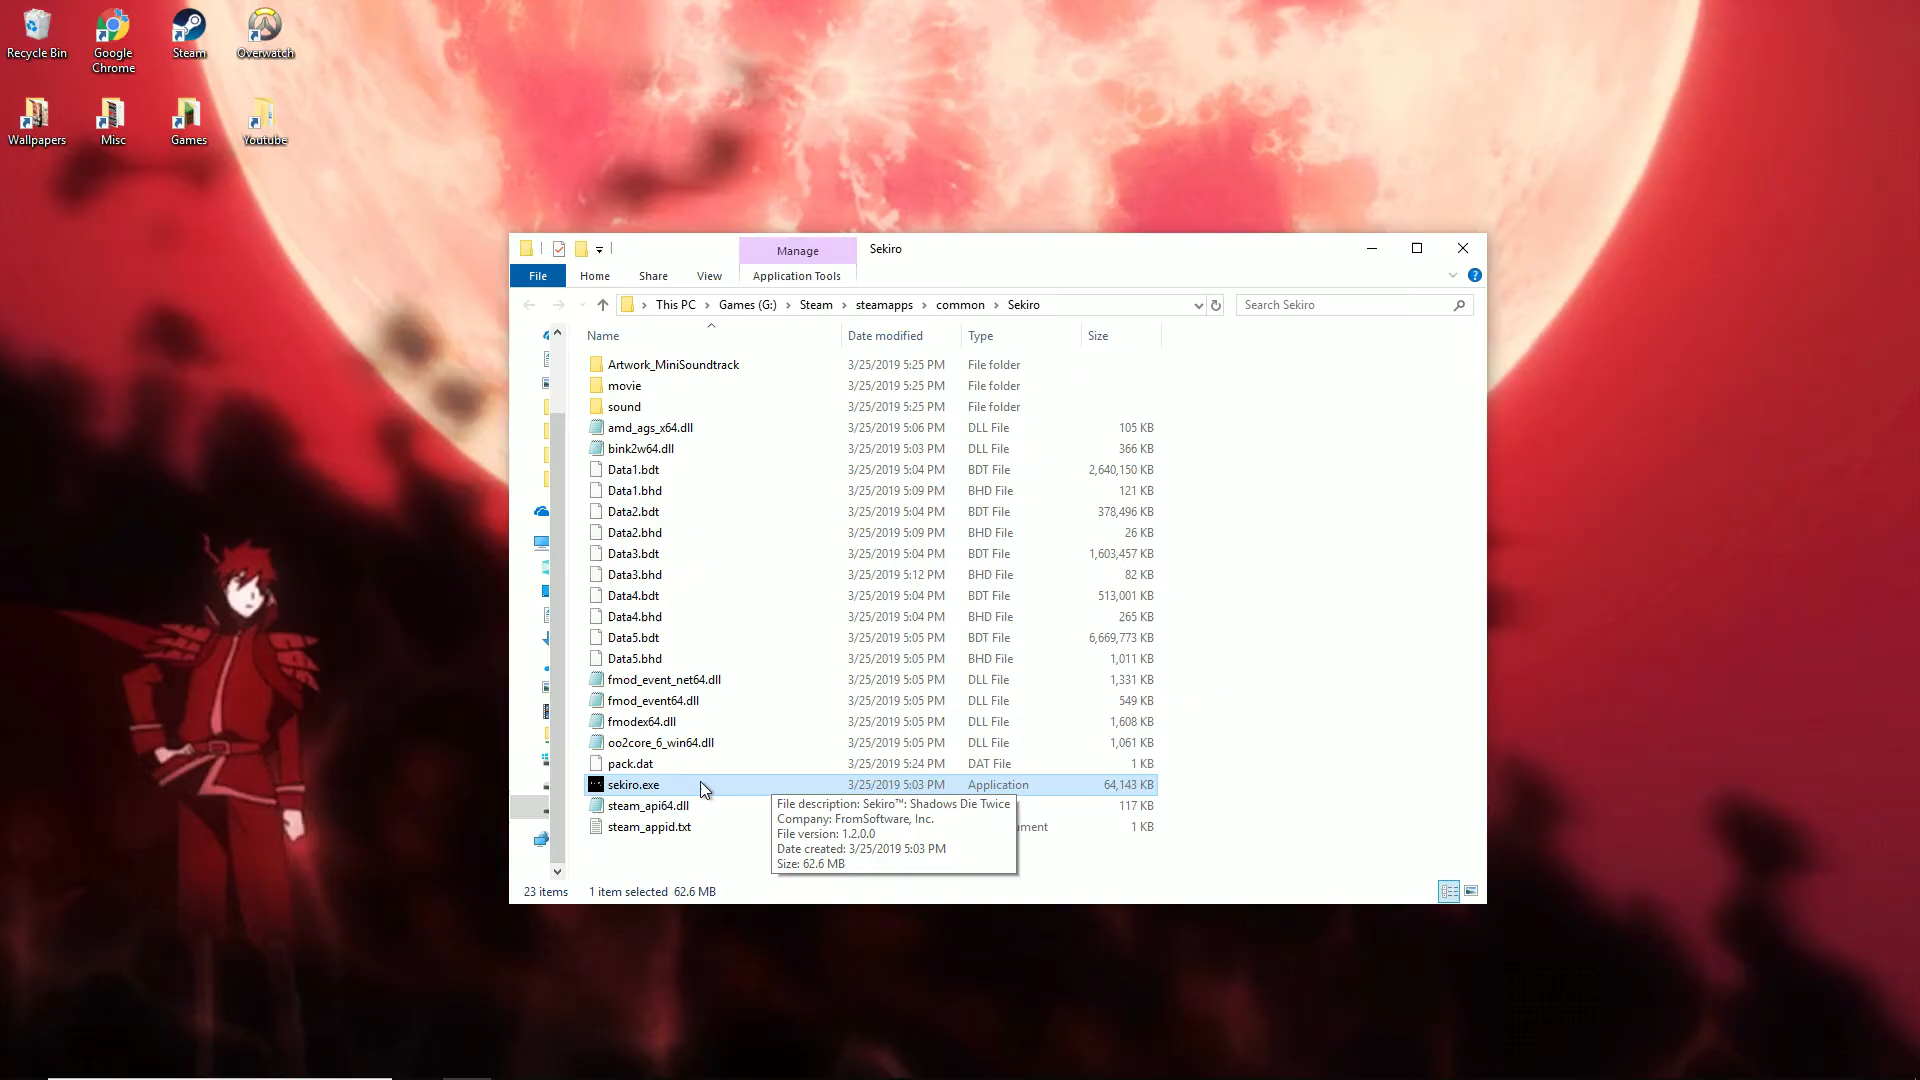 Recycle Bin
Google Chrome
Steam
Overwatch
Wallpapers
Misc
Games
Youtube
Manage
Sekiro
File
Home
Share
View
Application Tools
This PC > Games (G:) > Steam > steamapps > common > Sekiro
Search Sekiro
Name Date modified Type Size
Artwork_MiniSoundtrack 3/25/2019 5:25 PM File folder
movie 3/25/2019 5:25 PM File folder
sound 3/25/2019 5:25 PM File folder
amd_ags_x64.dll 3/25/2019 5:06 PM DLL File 105 KB
bink2w64.dll 3/25/2019 5:03 PM DLL File 366 KB
Data1.bdt 3/25/2019 5:04 PM BDT File 2,640,150 KB
Data1.bhd 3/25/2019 5:09 PM BHD File 121 KB
Data2.bdt 3/25/2019 5:04 PM BDT File 378,496 KB
Data2.bhd 3/25/2019 5:09 PM BHD File 26 KB
Data3.bdt 3/25/2019 5:04 PM BDT File 1,603,457 KB
Data3.bhd 3/25/2019 5:12 PM BHD File 82 KB
Data4.bdt 3/25/2019 5:04 PM BDT File 513,001 KB
Data4.bhd 3/25/2019 5:04 PM BHD File 265 KB
Data5.bdt 3/25/2019 5:05 PM BDT File 6,669,773 KB
Data5.bhd 3/25/2019 5:05 PM BHD File 1,011 KB
fmod_event_net64.dll 3/25/2019 5:05 PM DLL File 1,331 KB
fmod_event64.dll 3/25/2019 5:05 PM DLL File 549 KB
fmodex64.dll 3/25/2019 5:05 PM DLL File 1,608 KB
oo2core_6_win64.dll 3/25/2019 5:05 PM DLL File 1,061 KB
pack.dat 3/25/2019 5:24 PM DAT File 1 KB
sekiro.exe 3/25/2019 5:03 PM Application 64,143 KB
steam_api64.dll 117 KB
steam_appid.txt ument 1 KB
File description: Sekiro™: Shadows Die Twice
Company: FromSoftware, Inc.
File version: 1.2.0.0
Date created: 3/25/2019 5:03 PM
Size: 62.6 MB
23 items 1 item selected 62.6 MB